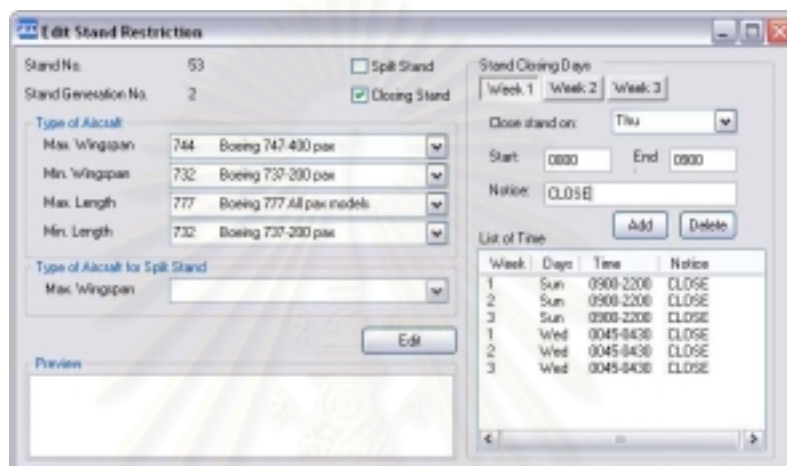 Edit Stand Restriction
Stand No. 53
Split Stand
Stand Generation No. 2
Closing Stand
Type of Aircraft
Max. Wingspan 744 Boeing 747-400 pax
Min. Wingspan 732 Boeing 737-200 pax
Max. Length 777 Boeing 777 All pax models
Min. Length 732 Boeing 737-200 pax
Type of Aircraft for Split Stand
Max. Wingspan
Edit
Preview
Stand Closing Days
Week 1 Week 2 Week 3
Close stand on: Thu
Start: End
Notice: CLOSE
Add Delete
List of Time
Week Days Time Notice
1 Sun 0900-2200 CLOSE
2 Sun 0900-2200 CLOSE
3 Sun 0900-2200 CLOSE
1 Wed 0045-0430 CLOSE
2 Wed 0045-0430 CLOSE
3 Wed 0045-0430 CLOSE